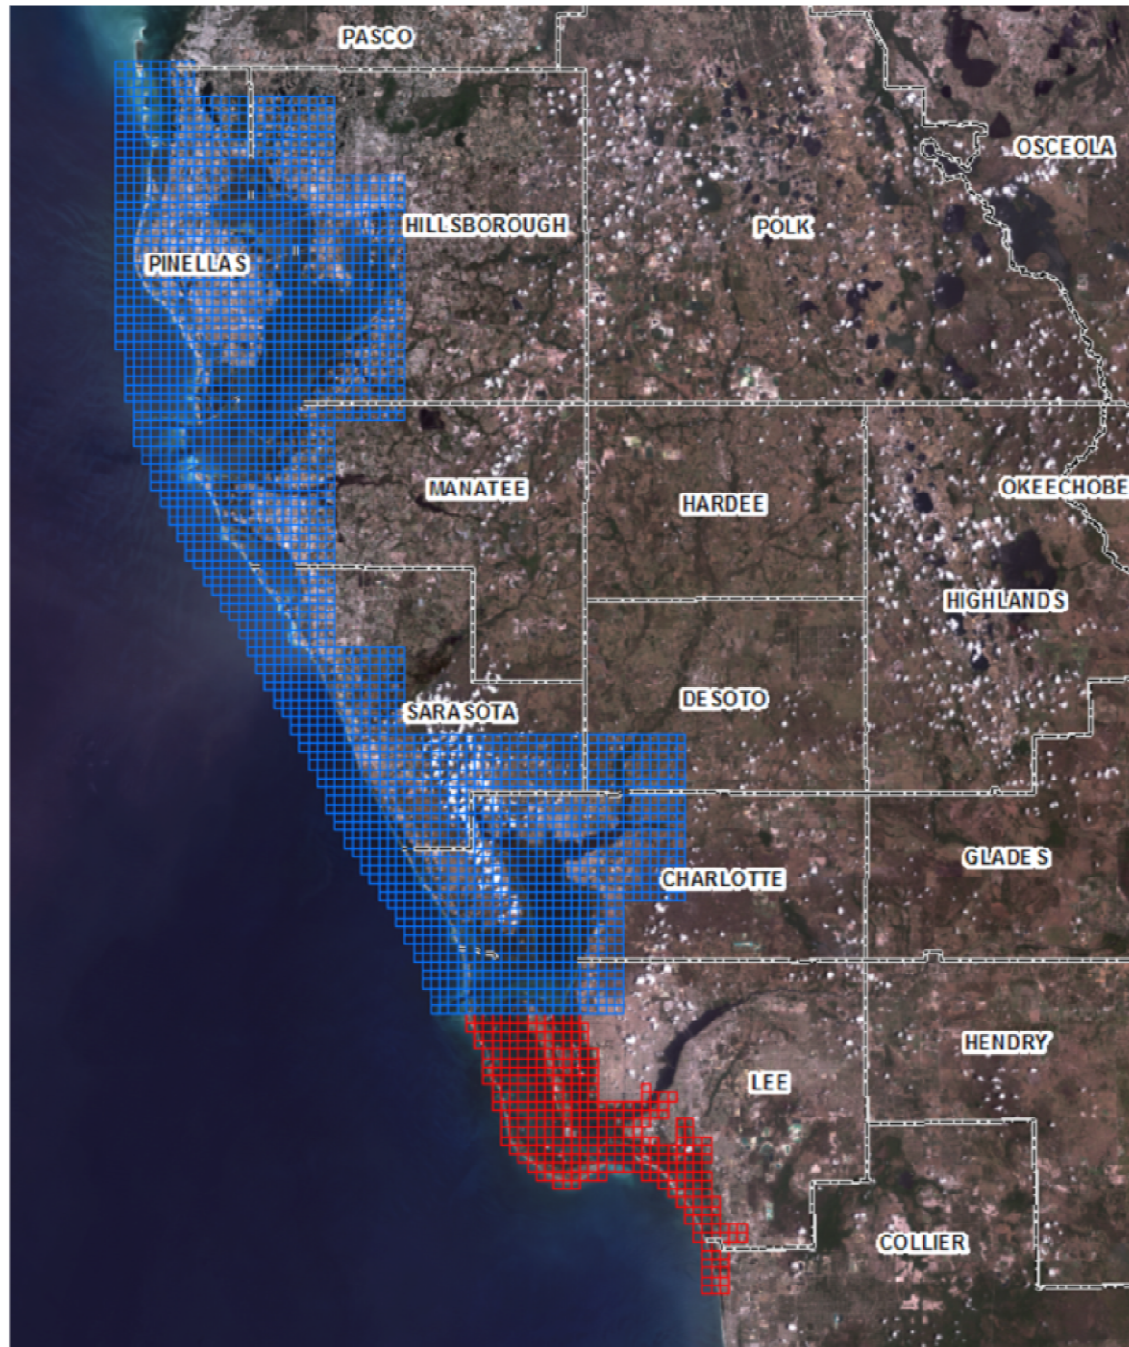 PASCO
OSCEOLA
HILLSBOROUGH
POLK
PINELLAS
MANATEE
HARDEE
OKEECHOBE
HIGHLANDS
DESOTO
SARASOTA
GLADES
CHARLOTTE
HENDRY
LEE
COLLIER